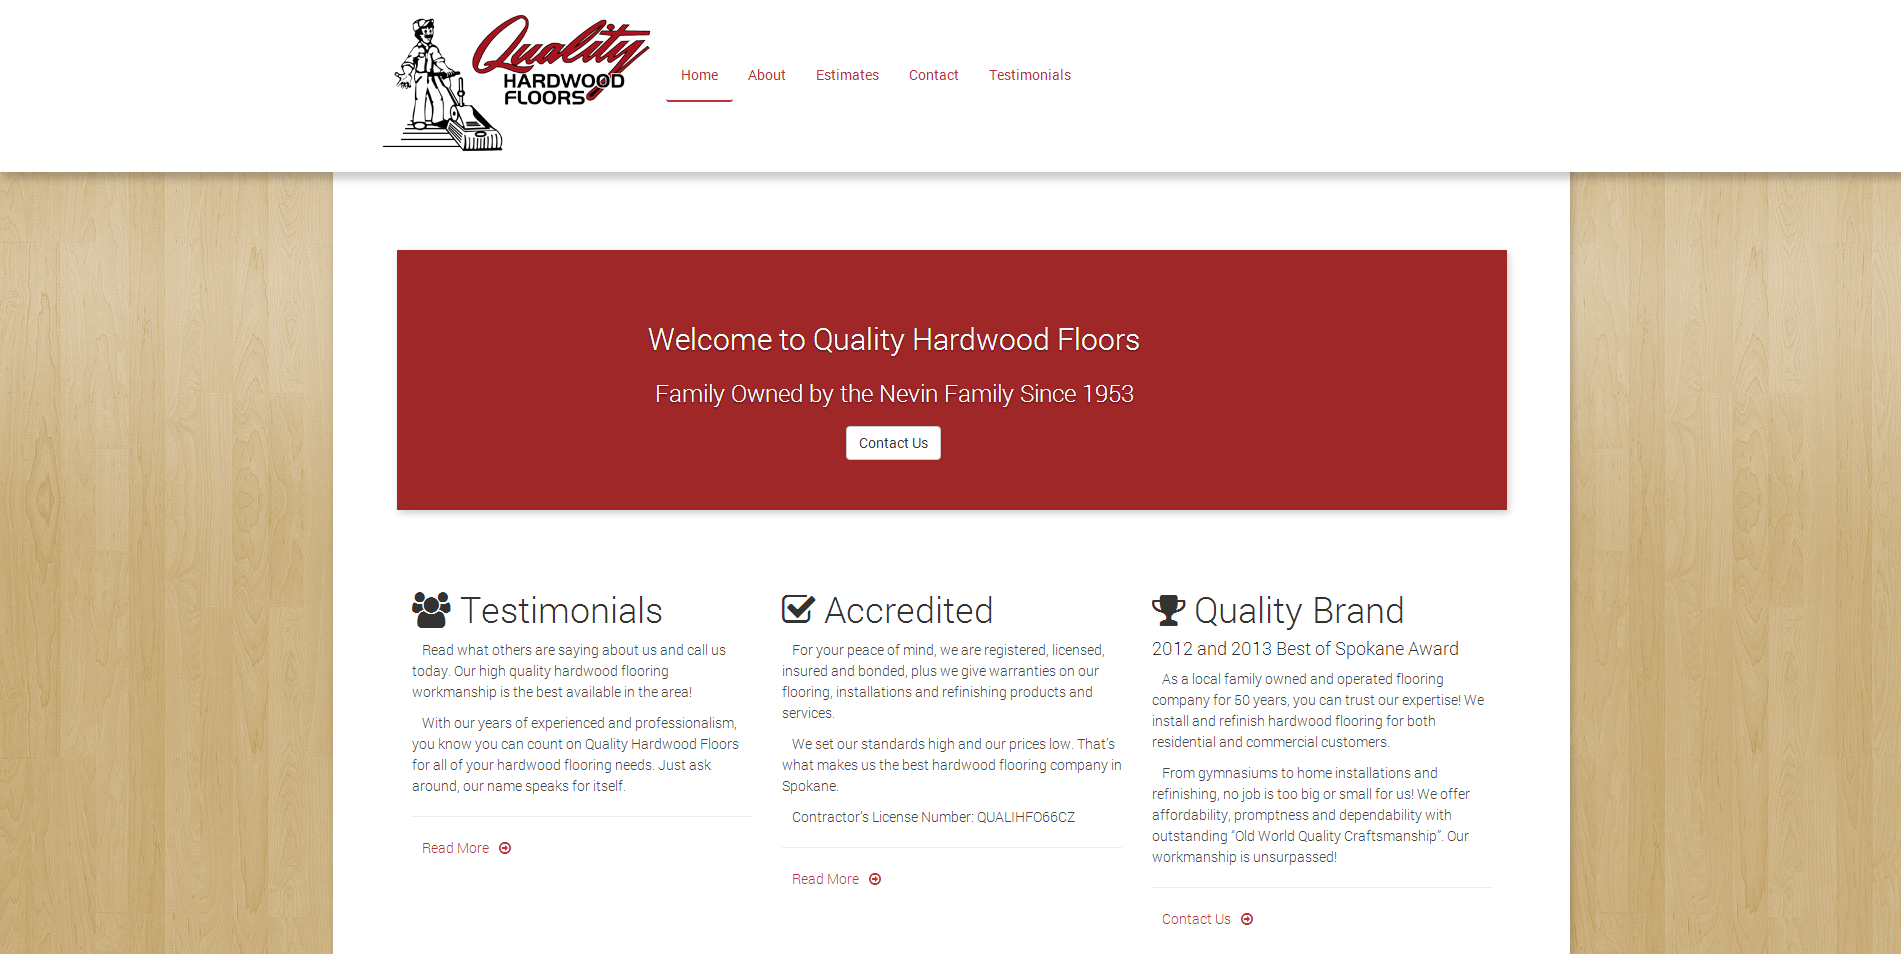 Quality
HARDWOOD
FLOORS
Home About Estimates Contact Testimonials
Welcome to Quality Hardwood Floors
Family Owned by the Nevin Family Since 1953
Contact Us
Testimonials
Read what others are saying about us and call us
today. Our high quality hardwood flooring
workmanship is the best available in the area!
With our years of experienced and professionalism,
you know you can count on Quality Hardwood Floors
for all of your hardwood flooring needs. Just ask
around, our name speaks for itself.
Read More
Accredited
For your peace of mind, we are registered, licensed,
insured and bonded, plus we give warranties on our
flooring, installations and refinishing products and
services.
We set our standards high and our prices low. That's
what makes us the best hardwood flooring company in
Spokane.
Contractor's License Number: QUALIHFO66CZ
Read More
Quality Brand
2012 and 2013 Best of Spokane Award
As a local family owned and operated flooring
company for 50 years, you can trust our expertise! We
install and refinish hardwood flooring for both
residential and commercial customers.
From gymnasiums to home installations and
refinishing, no job is too big or small for us! We offer
affordability, promptness and dependability with
outstanding “Old World Quality Craftsmanship”. Our
workmanship is unsurpassed!
Contact Us